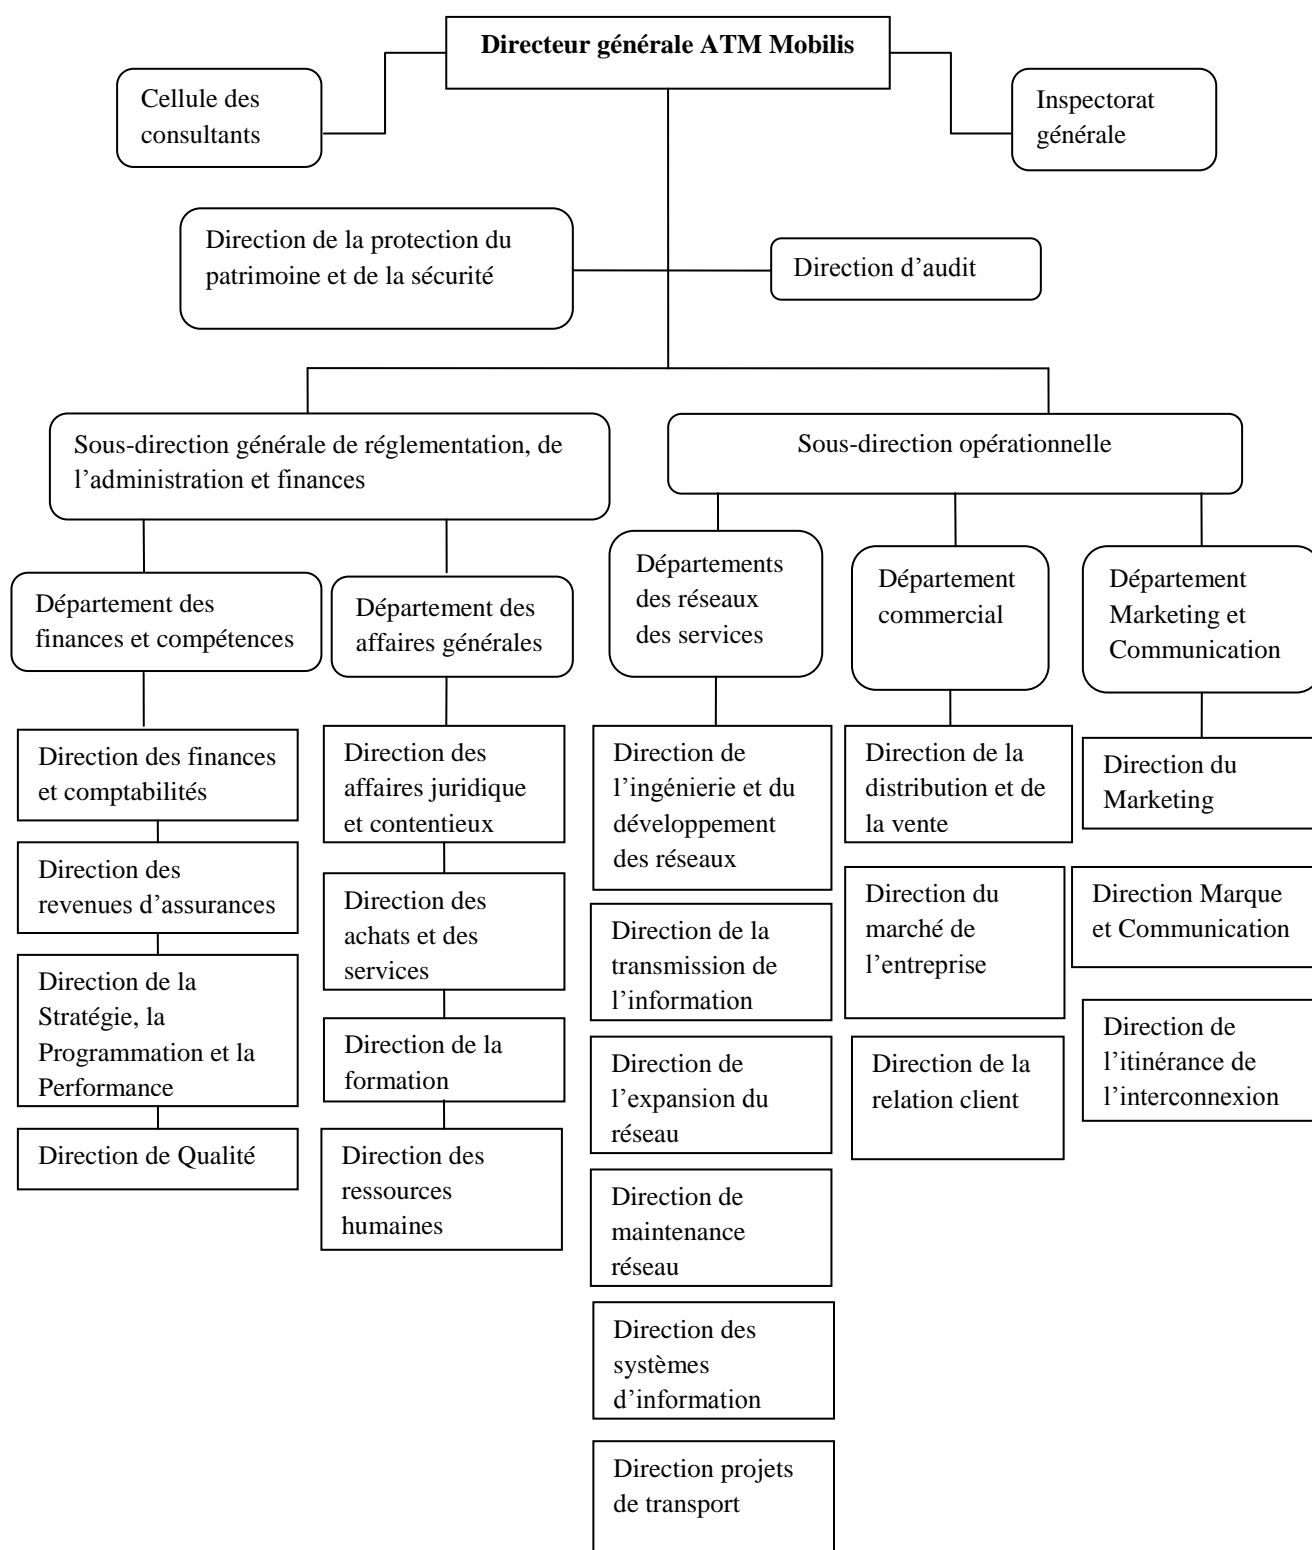 Directeur générale ATM Mobilis
Cellule des
consultants
Inspectorat
générale
Direction de la protection du
patrimoine et de la sécurité
Direction d’audit
Sous-direction générale de réglementation, de
l’administration et finances
Sous-direction opérationnelle
Département des
finances et compétences
Département des
affaires générales
Départements
des réseaux
des services
Département
commercial
Département
Marketing et
Communication
Direction des finances
et comptabilités
Direction des
revenues d’assurances
Direction de la
Stratégie, la
Programmation et la
Performance
Direction de Qualité
Direction des
affaires juridique
et contentieux
Direction des
achats et des
services
Direction de la
formation
Direction des
ressources
humaines
Direction de
l’ingénierie et du
développement
des réseaux
Direction de la
transmission de
l’information
Direction de
l’expansion du
réseau
Direction de
maintenance
réseau
Direction des
systèmes
d’information
Direction projets
de transport
Direction de la
distribution et de
la vente
Direction du
marché de
l’entreprise
Direction de la
relation client
Direction du
Marketing
Direction Marque
et Communication
Direction de
l’itinérance de
l’interconnexion